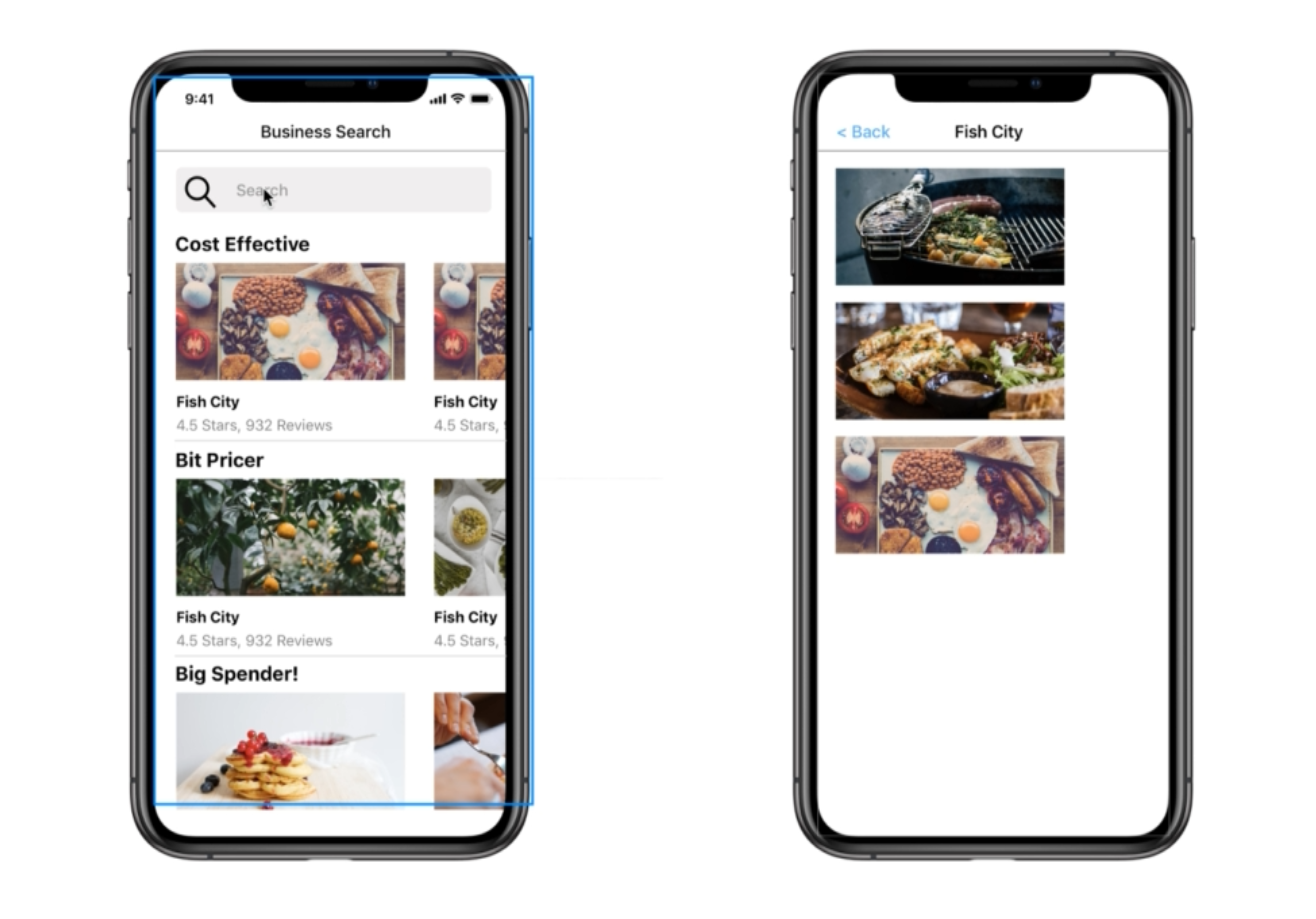 9:41
Business Search
Search
Cost Effective
Fish City
Fish City
4.5 Stars, 932 Reviews
4.5 Stars,
Bit Pricer
Fish City
Fish City
4.5 Stars, 932 Reviews
4.5 Stars,
Big Spender!
< Back
Fish City